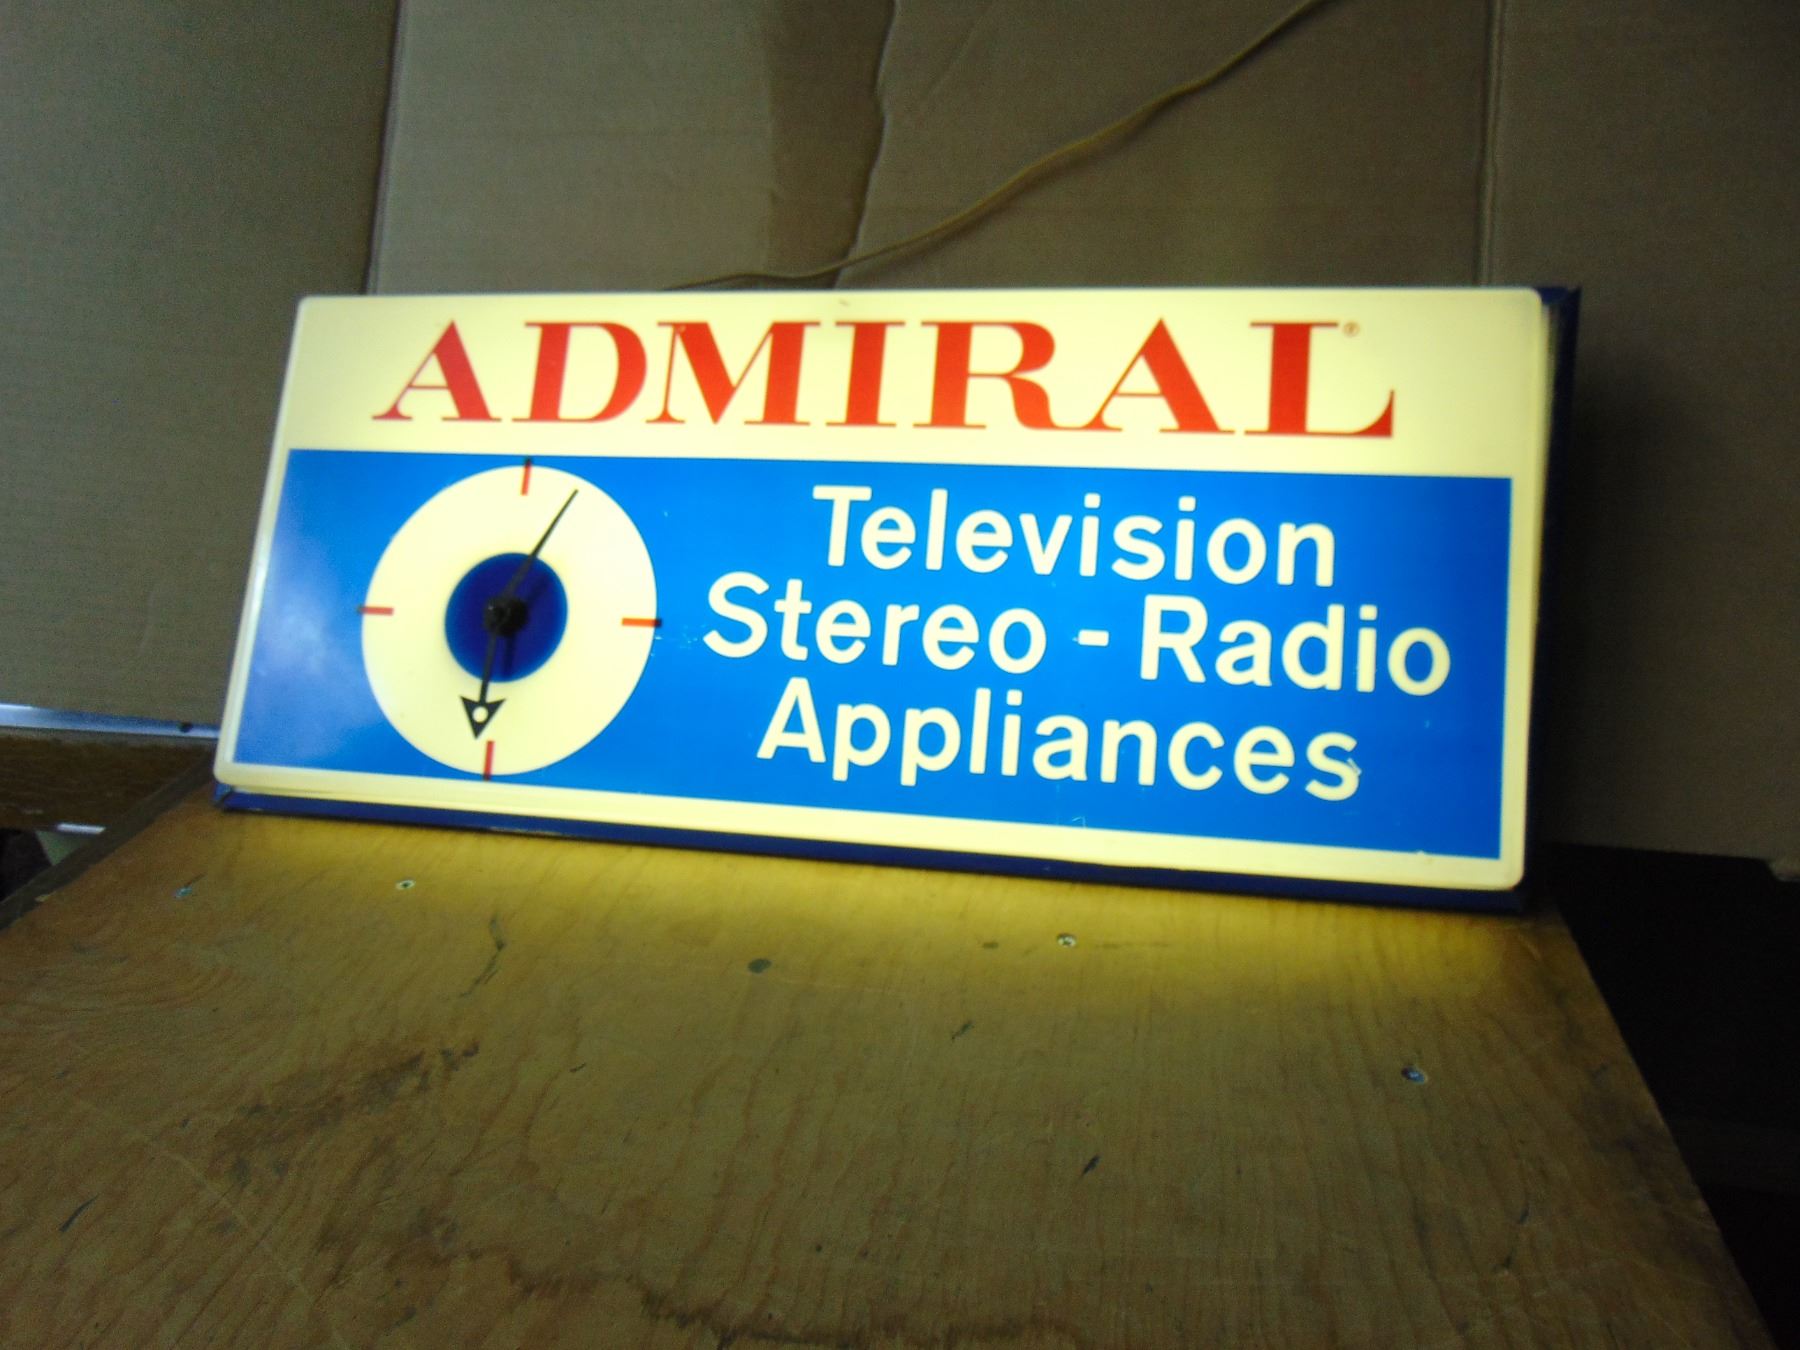 ADMIRAL®
Television
Stereo - Radio
Appliances